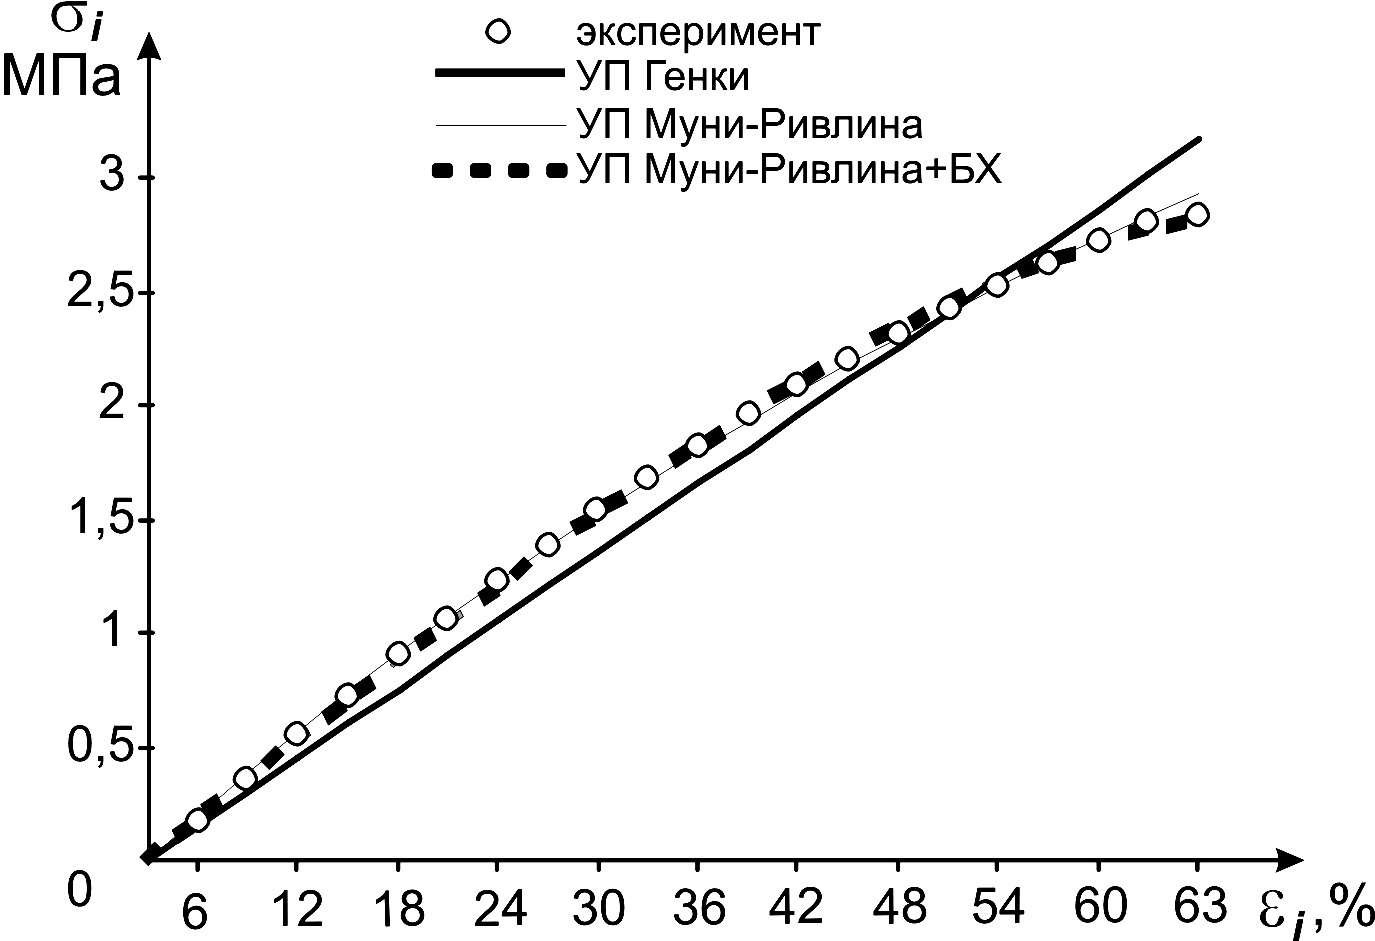 σi
МПа
эксперимент
УП Генки
УП Муни-Ривлина
УП Муни-Ривлина+БХ
3
2,5
2
1,5
1
0,5
0
6 12 18 24 30 36 42 48 54 60 63 εi,%